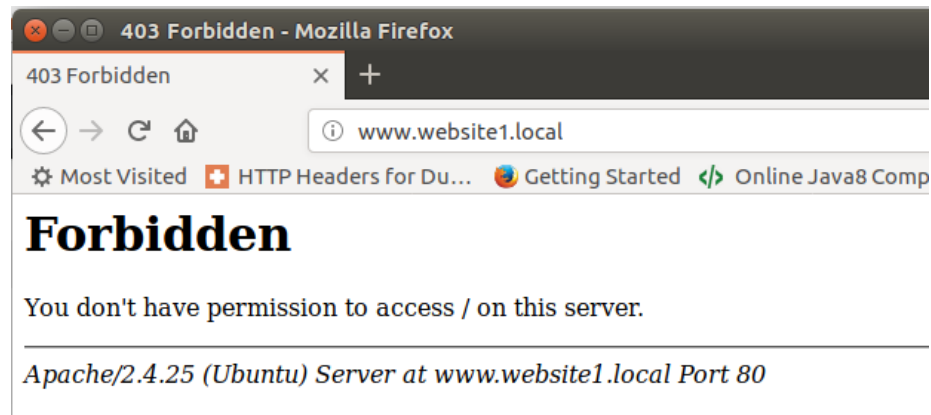 403 Forbidden - Mozilla Firefox
403 Forbidden
www.website1.local
Most Visited HTTP Headers for Du... Getting Started Online Java8 Comp
Forbidden
You don't have permission to access / on this server.
Apache/2.4.25 (Ubuntu) Server at www.website1.local Port 80